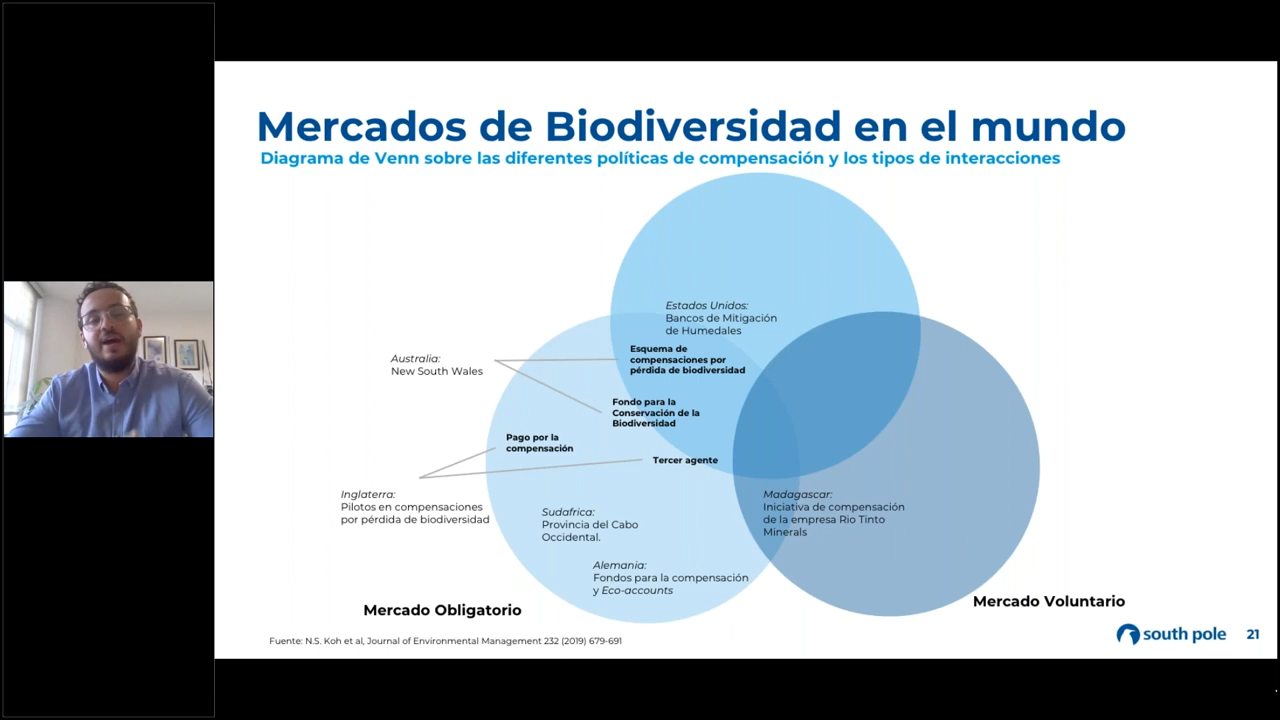 Mercados de Biodiversidad en el mundo
Diagrama de Venn sobre las diferentes políticas de compensación y los tipos de interacciones
Estados Unidos:
Bancos de Mitigación
de Humedales
Esquema de
compensaciones por
pérdida de biodiversidad
Australia:
New South Wales
Fondo para la
Conservación de la
Biodiversidad
Pago por la
compensación
Tercer agente
Inglaterra:
Pilotos en compensaciones
por pérdida de biodiversidad
Sudafrica:
Provincia del Cabo
Occidental.
Madagascar:
Iniciativa de compensación
de la empresa Rio Tinto
Minerals
Alemania:
Fondos para la compensación
y Eco-accounts
Mercado Obligatorio
Mercado Voluntario
Fuente: N.S. Koh et al, Journal of Environmental Management 232 (2019) 679-691
south pole
21